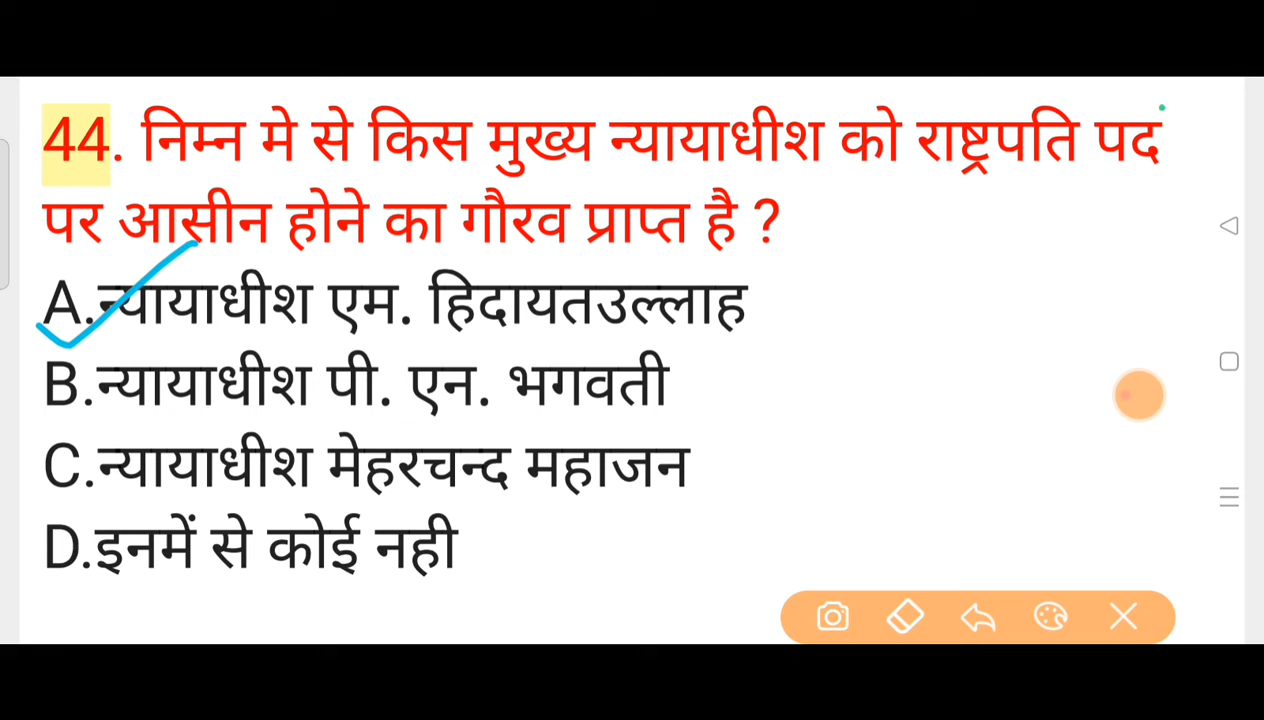 44. निम्न मे से किस मुख्य न्यायाधीश को राष्ट्रपति पद
पर आसीन होने का गौरव प्राप्त है ?
A.न्यायाधीश एम. हिदायतउल्लाह
B.न्यायाधीश पी. एन. भगवती
C.न्यायाधीश मेहरचन्द महाजन
D.इनमें से कोई नही